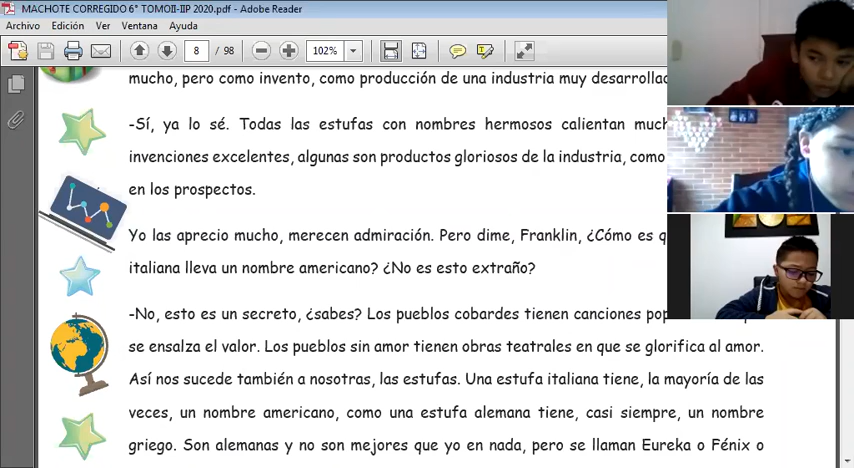 MACHOTE CORREGIDO 6° TOMOII-IIP 2020.pdf - Adobe Reader
Archivo Edición Ver Ventana Ayuda
8 / 98 102%
mucho, pero como invento, como producción de una industria muy desarrollad
-Sí, ya lo sé. Todas las estufas con nombres hermosos calientan much
invenciones excelentes, algunas son productos gloriosos de la industria, como
en los prospectos.
Yo las aprecio mucho, merecen admiración. Pero dime, Franklin, ¿Cómo es q
italiana lleva un nombre americano? ¿No es esto extraño?
-No, esto es un secreto, ¿sabes? Los pueblos cobardes tienen canciones pop
se ensalza el valor. Los pueblos sin amor tienen obras teatrales en que se glorifica al amor.
Así nos sucede también a nosotras, las estufas. Una estufa italiana tiene, la mayoría de las
veces, un nombre americano, como una estufa alemana tiene, casi siempre, un nombre
griego. Son alemanas y no son mejores que yo en nada, pero se llaman Eureka o Fénix o